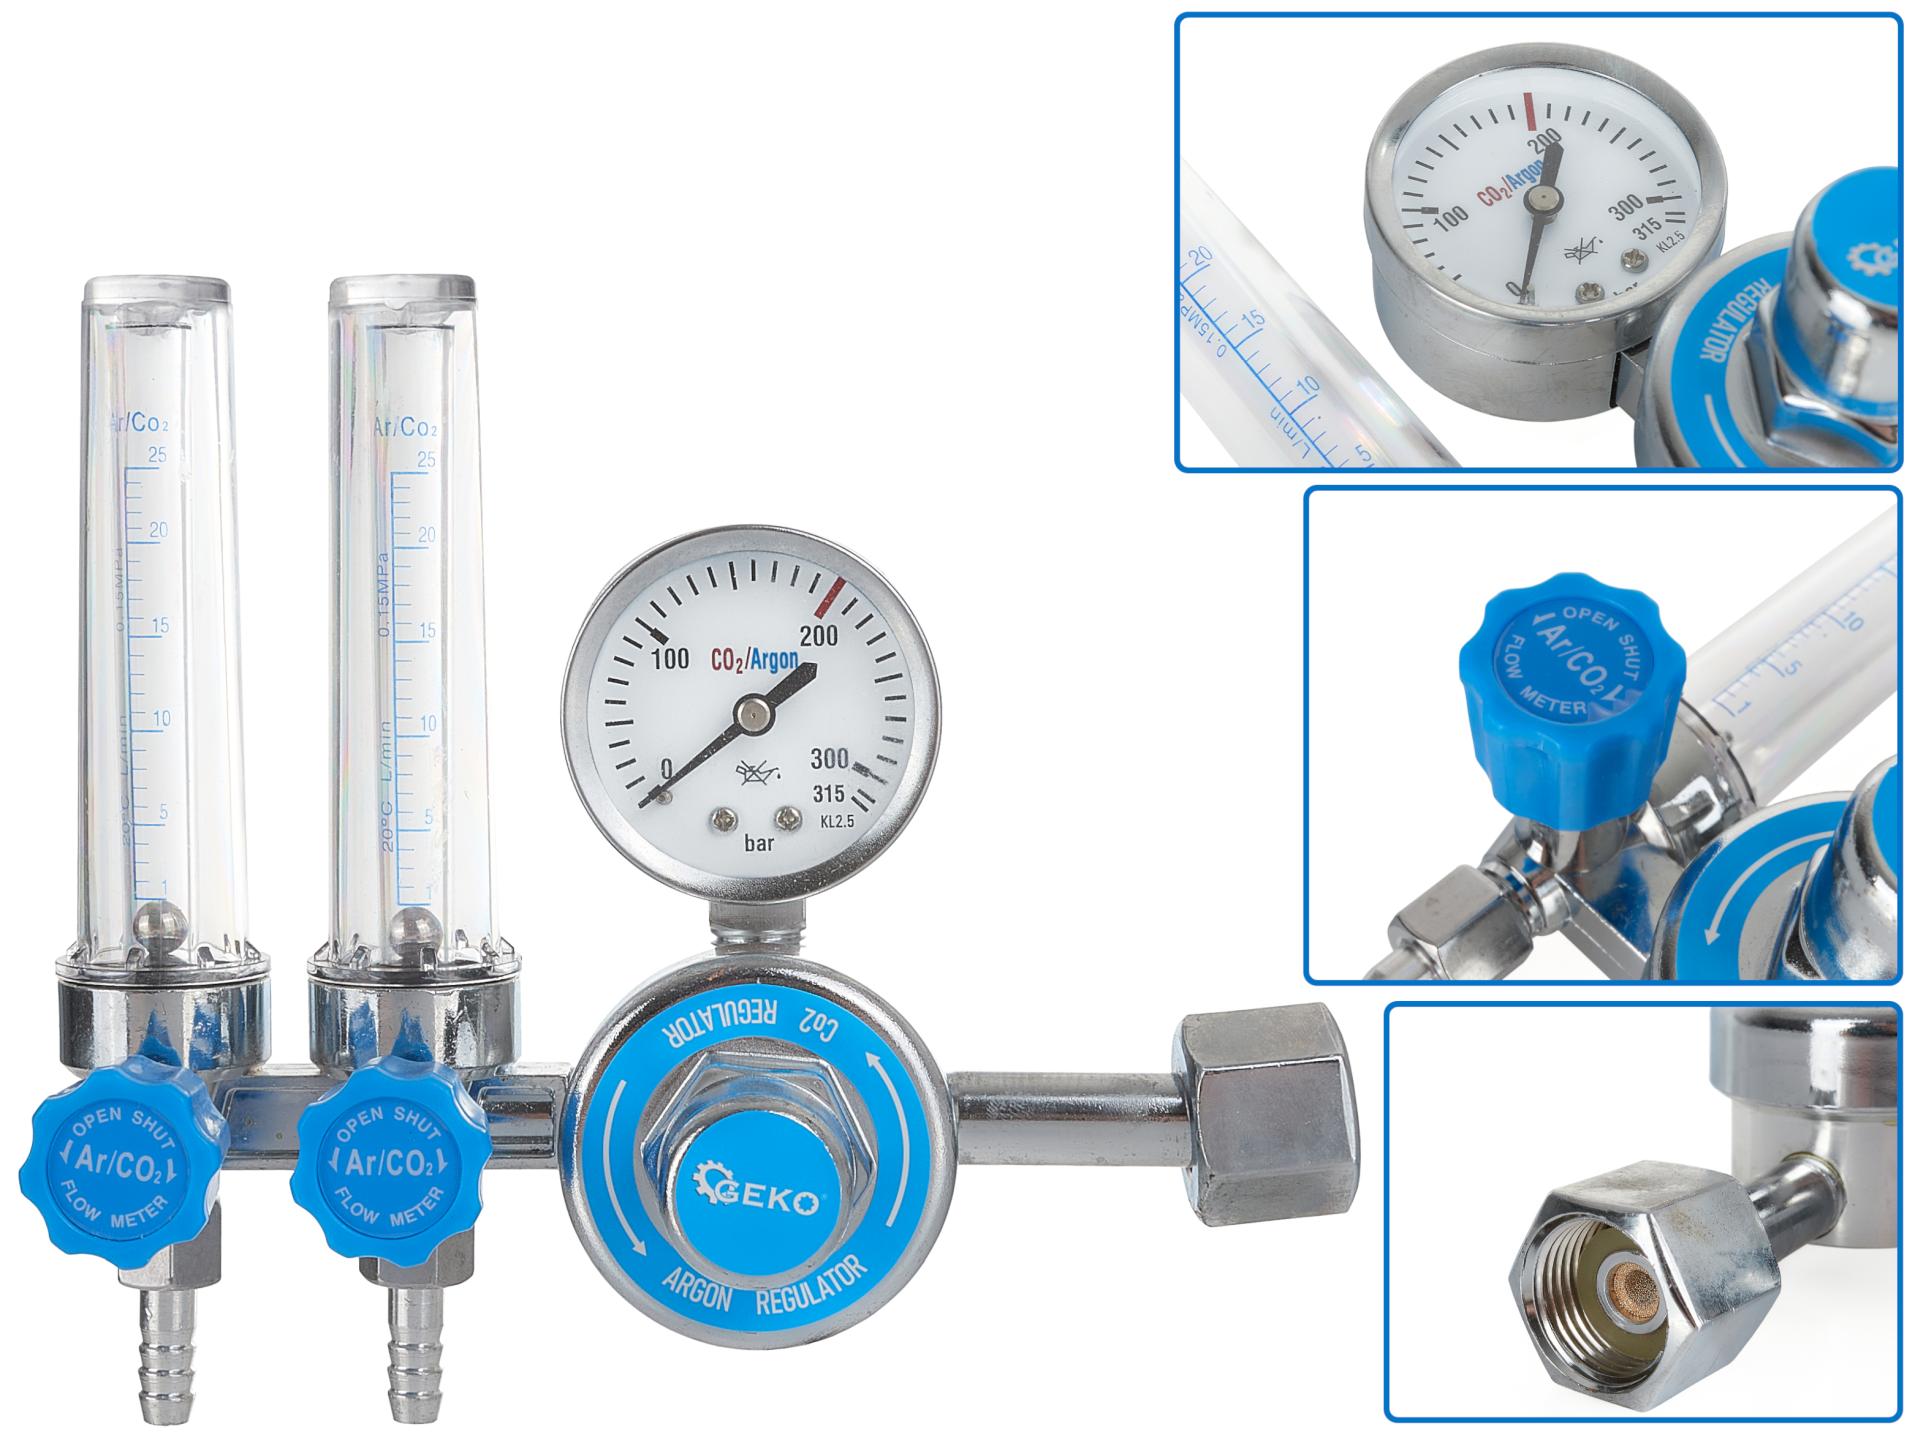 Ar/Co2
25
20
15
10
5
1
20°C L/min 0,15MPa
Ar/Co2
25
20
15
10
5
1
20°C L/min 0,15MPa
0
100
CO2/Argon
200
300
315
KL2.5
bar
OPEN SHUT
Ar/CO2
FLOW METER
OPEN SHUT
Ar/CO2
FLOW METER
Co2 REGULATOR
GEKO
ARGON REGULATOR
0
100
CO2/Argon
200
300
315
KL2.5
bar
20
15
10
5
L/min 0,15MPa
REGULATOR
OPEN SHUT
Ar/CO2
FLOW METER
10
5
1